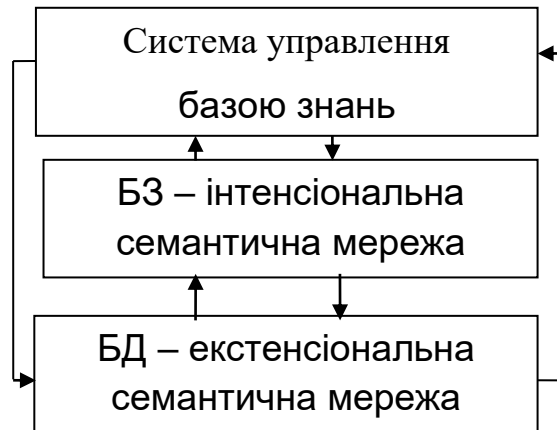 Система управління
базою знань
БЗ – інтенсіональна
семантична мережа
БД – екстенсіональна
семантична мережа